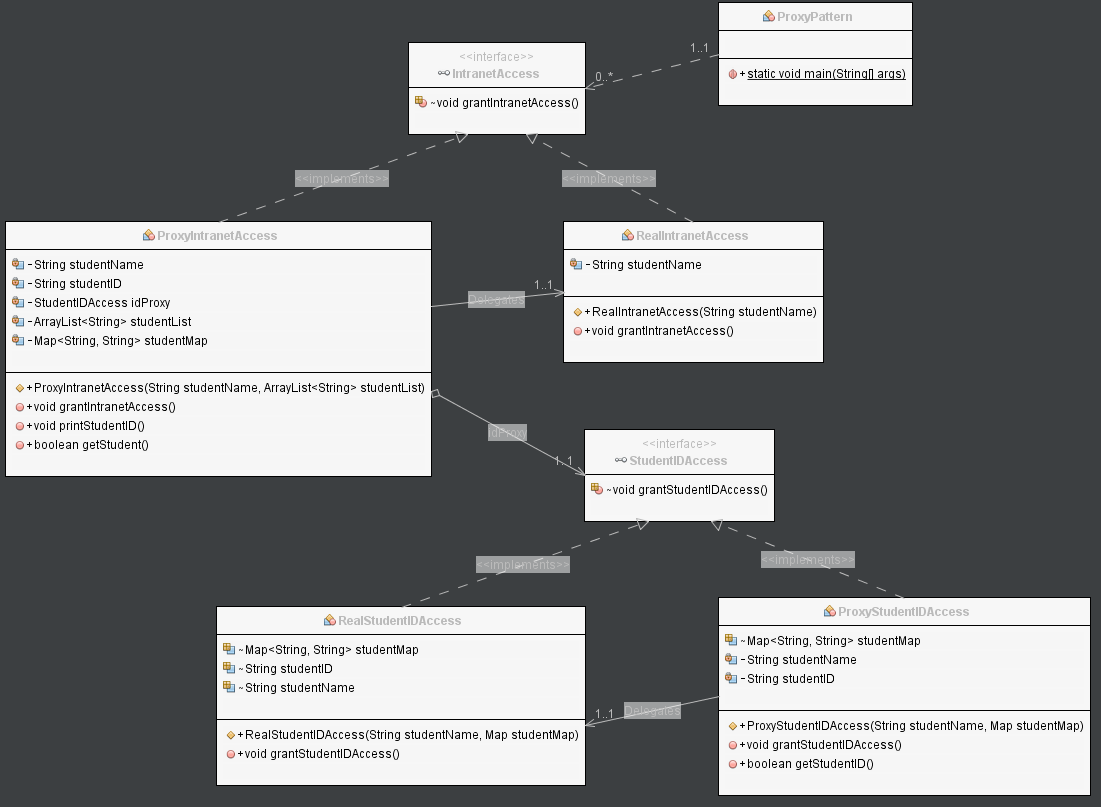 ProxyPattern
+static void main(String[] args)
1..1
0..*
<<interface>>
IntranetAccess
~void grantIntranetAccess()
<<implements>>
<<implements>>
ProxyIntranetAccess
-String studentName
-String studentID
-StudentIDAccess idProxy
-ArrayList<String> studentList
-Map<String, String> studentMap
+ProxyIntranetAccess(String studentName, ArrayList<String> studentList)
+void grantIntranetAccess()
+void printStudentID()
+boolean getStudent()
Delegates
1..1
RealIntranetAccess
-String studentName
+RealIntranetAccess(String studentName)
+void grantIntranetAccess()
idProxy
1..1
<<interface>>
StudentIDAccess
~void grantStudentIDAccess()
<<implements>>
<<implements>>
RealStudentIDAccess
~Map<String, String> studentMap
~String studentID
~String studentName
+RealStudentIDAccess(String studentName, Map studentMap)
+void grantStudentIDAccess()
1..1
Delegates
ProxyStudentIDAccess
~Map<String, String> studentMap
-String studentName
-String studentID
+ProxyStudentIDAccess(String studentName, Map studentMap)
+void grantStudentIDAccess()
+boolean getStudentID()